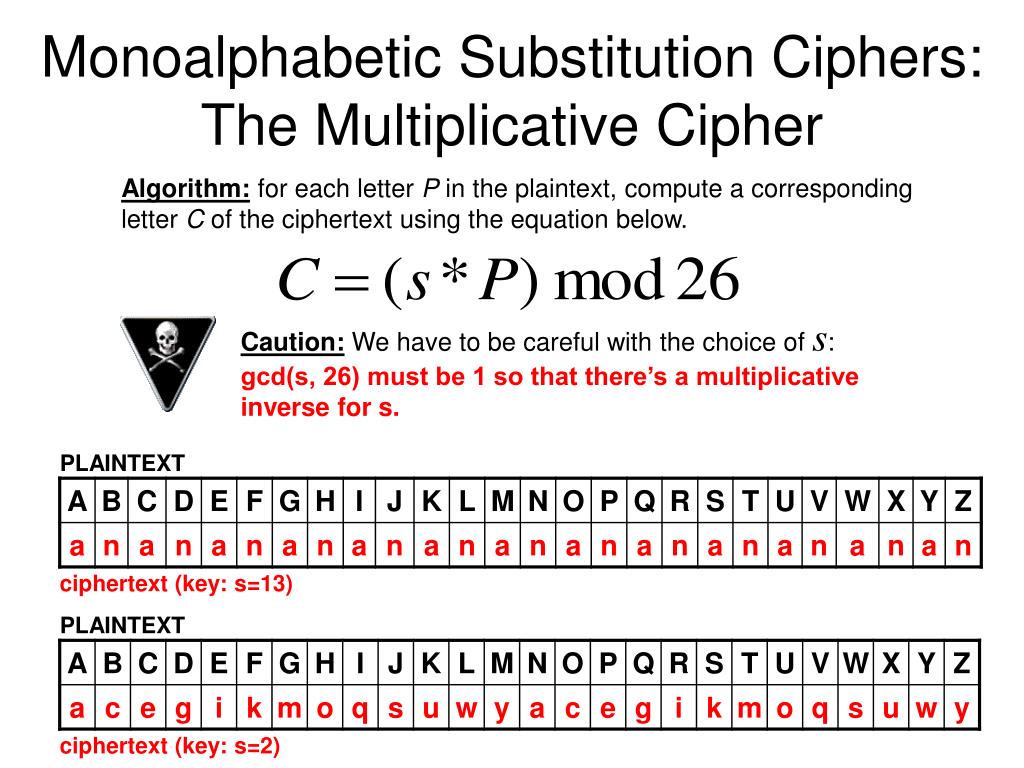 Monoalphabetic Substitution Ciphers:
The Multiplicative Cipher
Algorithm: for each letter P in the plaintext, compute a corresponding
letter C of the ciphertext using the equation below.
C = (s * P) mod 26
Caution: We have to be careful with the choice of s:
gcd(s, 26) must be 1 so that there’s a multiplicative
inverse for s.
PLAINTEXT
A B C D E F G H I J K L M N O P Q R S T U V W X Y Z
a n a n a n a n a n a n a n a n a n a n a n a n a n
ciphertext (key: s=13)
PLAINTEXT
A B C D E F G H I J K L M N O P Q R S T U V W X Y Z
a c e g i k m o q s u w y a c e g i k m o q s u w y
ciphertext (key: s=2)